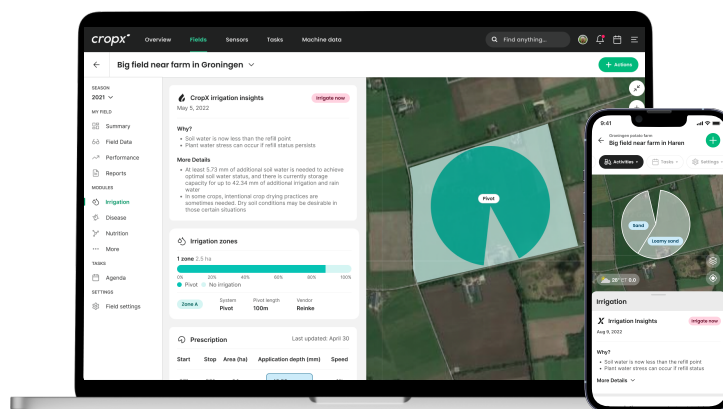 cropx
Overview Fields Sensors Tasks Machine data
Find anything...
Big field near farm in Groningen
+ Actions
SEASON
2021
MY FIELD
Summary
Field Data
Performance
Reports
MODULES
Irrigation
Disease
Nutrition
More
TASKS
Agenda
SETTINGS
Field settings
CropX irrigation insights
Irrigate now
May 5, 2022
Why?
• Soil water is now less than the refill point
• Plant water stress can occur if refill status persists
More Details
• At least 5.73 mm of additional soil water is needed to achieve
optimal soil water status, and there is currently storage
capacity for up to 42.34 mm of additional irrigation and rain
water
• In some crops, intentional crop drying practices are
sometimes needed. Dry soil conditions may be desirable in
those certain situations
Irrigation zones
1 zone 2.5 ha
0% 20% 40% 60% 80% 100%
Pivot No irrigation
Zone A
System Pivot length Vendor
Pivot 100m Reinke
Prescription
Last updated: April 30
Start Stop Area (ha) Application depth (mm) Speed
Pivot
9:41
Groningen potato farm
Big field near farm in Haren
Activities Tasks Settings
Sand
Loamy sand
28° ET 8.0
Irrigation
Irrigation Insights
Irrigate now
Aug 9, 2022
Why?
• Soil water is now less than the refill point
• Plant water stress can occur if refill status
More Details